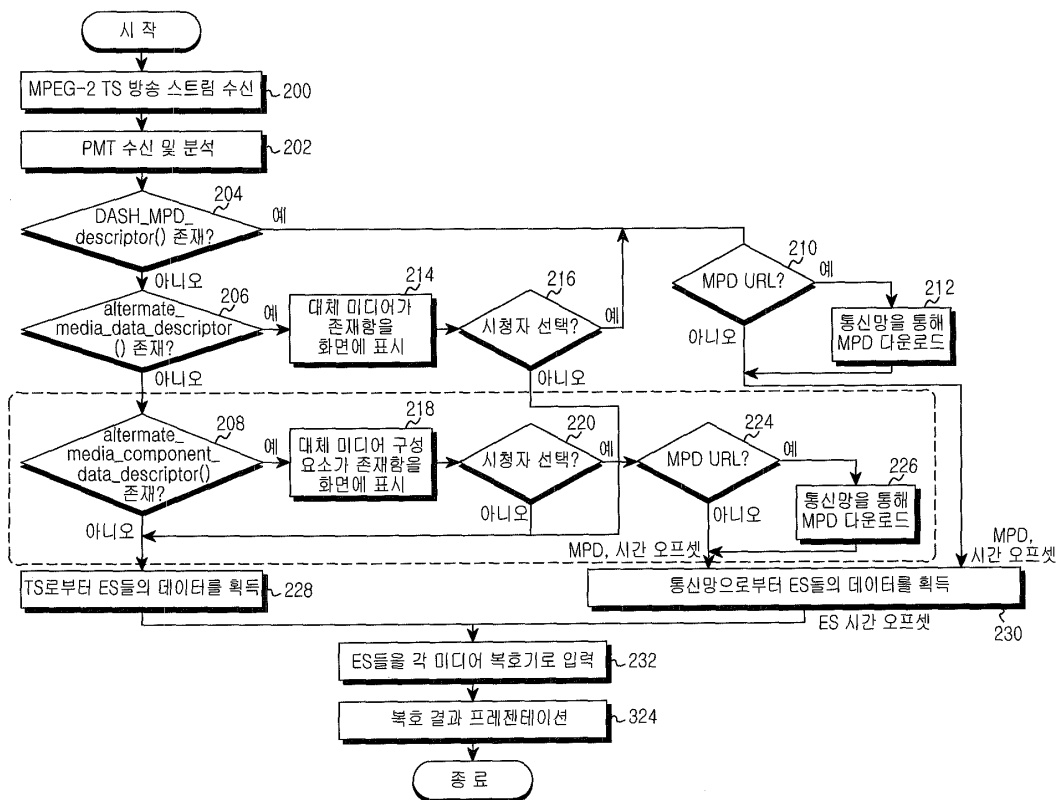 시 작
MPEG-2 TS 방송 스트림 수신
200
PMT 수신 및 분석
202
204
DASH_MPD_
descriptor() 존재?
예
아니오
206
alternate_
media_data_descriptor
() 존재?
예
아니오
214
대체 미디어가
존재함을
화면에 표시
216
시청자 선택?
예
아니오
210
MPD URL?
예
아니오
212
통신망을 통해
MPD 다운로드
208
alternate_
media_component_
data_descriptor()
존재?
예
아니오
218
대체 미디어 구성
요소가 존재함을
화면에 표시
220
시청자 선택?
예
아니오
224
MPD URL?
예
아니오
226
통신망을 통해
MPD 다운로드
MPD, 시간 오프셋
MPD,
시간 오프셋
TS로부터 ES들의 데이터를 획득
228
통신망으로부터 ES들의 데이터를 획득
230
ES 시간 오프셋
ES들을 각 미디어 복호기로 입력
232
복호 결과 프레젠테이션
324
종 료